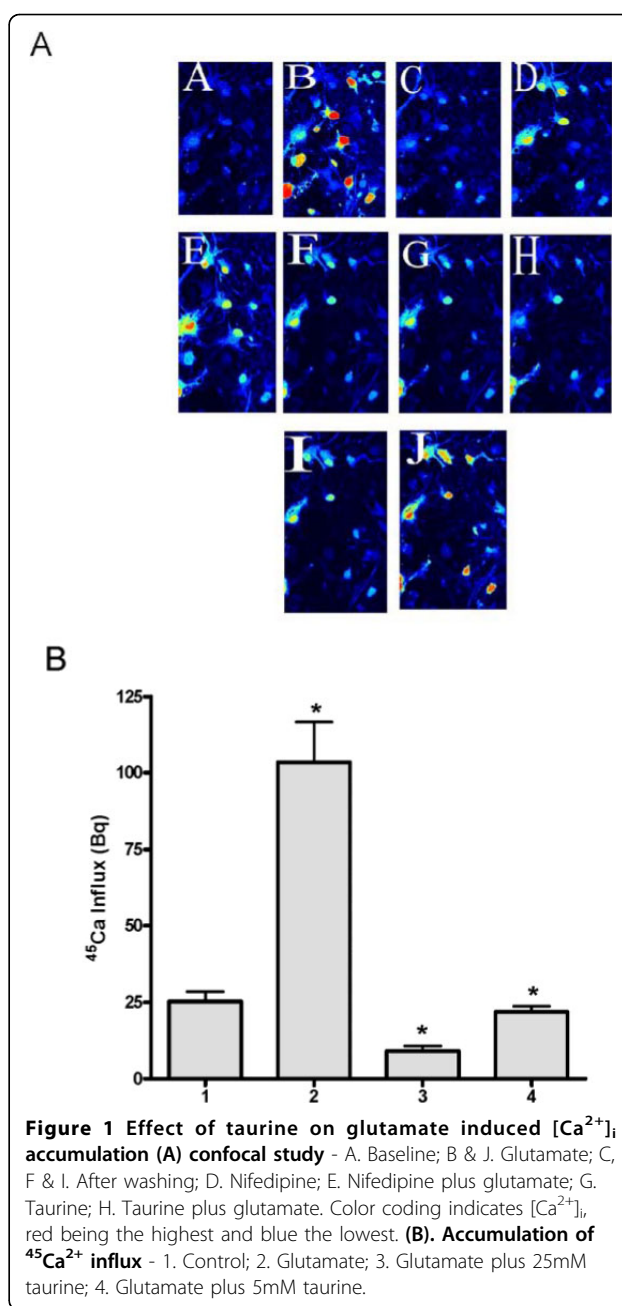 A
A B C D
E F G H
I J
B
125
100
75
50
25
0
⁴⁵Ca Influx (Bq)
*
*
*
1 2 3 4
Figure 1 Effect of taurine on glutamate induced [Ca²⁺]ᵢ
accumulation (A) confocal study - A. Baseline; B & J. Glutamate; C,
F & I. After washing; D. Nifedipine; E. Nifedipine plus glutamate; G.
Taurine; H. Taurine plus glutamate. Color coding indicates [Ca²⁺]ᵢ,
red being the highest and blue the lowest. (B). Accumulation of
⁴⁵Ca²⁺ influx - 1. Control; 2. Glutamate; 3. Glutamate plus 25mM
taurine; 4. Glutamate plus 5mM taurine.